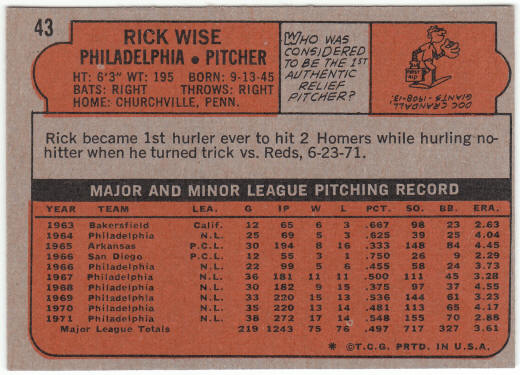 43
RICK WISE
PHILADELPHIA • PITCHER
HT: 6'3" WT: 195 BORN: 9-13-45
BATS: RIGHT THROWS: RIGHT
HOME: CHURCHVILLE, PENN.
WHO WAS
CONSIDERED
TO BE THE 1ST
AUTHENTIC
RELIEF
PITCHER?
FIRST AID
DOC CRANDALL
GIANTS - 1908-13!
Rick became 1st hurler ever to hit 2 Homers while hurling no-
hitter when he turned trick vs. Reds, 6-23-71.
MAJOR AND MINOR LEAGUE PITCHING RECORD
YEAR TEAM LEA. G IP W L PCT. SO. BB. ERA.
1963 Bakersfield Calif. 12 65 6 3 .667 98 23 2.63
1964 Philadelphia N.L. 25 69 5 3 .625 39 25 4.04
1965 Arkansas P.C.L. 30 194 8 16 .333 148 84 4.45
1966 San Diego P.C.L. 12 55 3 1 .750 26 9 2.29
1966 Philadelphia N.L. 22 99 5 6 .455 58 24 3.73
1967 Philadelphia N.L. 36 181 11 11 .500 111 45 3.28
1968 Philadelphia N.L. 30 182 9 15 .375 97 37 4.55
1969 Philadelphia N.L. 33 220 15 13 .536 144 61 3.23
1970 Philadelphia N.L. 35 220 13 14 .481 113 65 4.17
1971 Philadelphia N.L. 38 272 17 14 .548 155 70 2.88
Major League Totals 219 1243 75 76 .497 717 327 3.61
* ©T.C.G. PRTD. IN U.S.A.